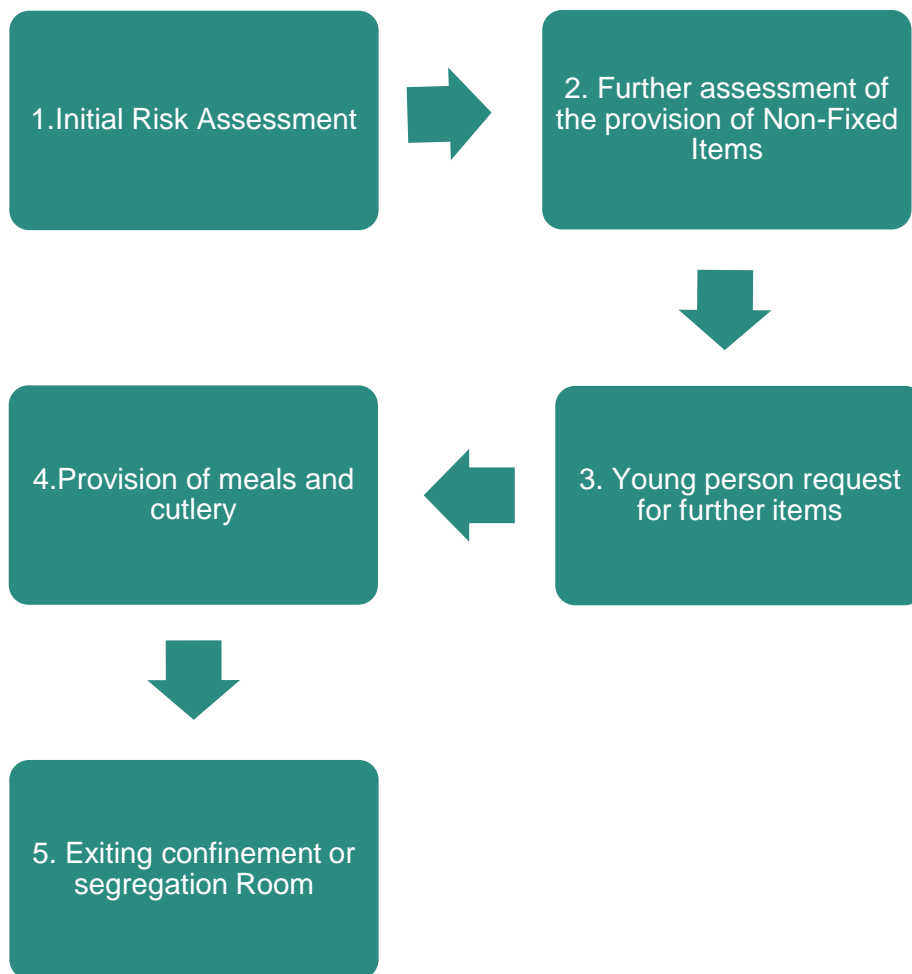 1.Initial Risk Assessment
2. Further assessment of
the provision of Non-Fixed
Items
3. Young person request
for further items
4.Provision of meals and
cutlery
5. Exiting confinement or
segregation Room